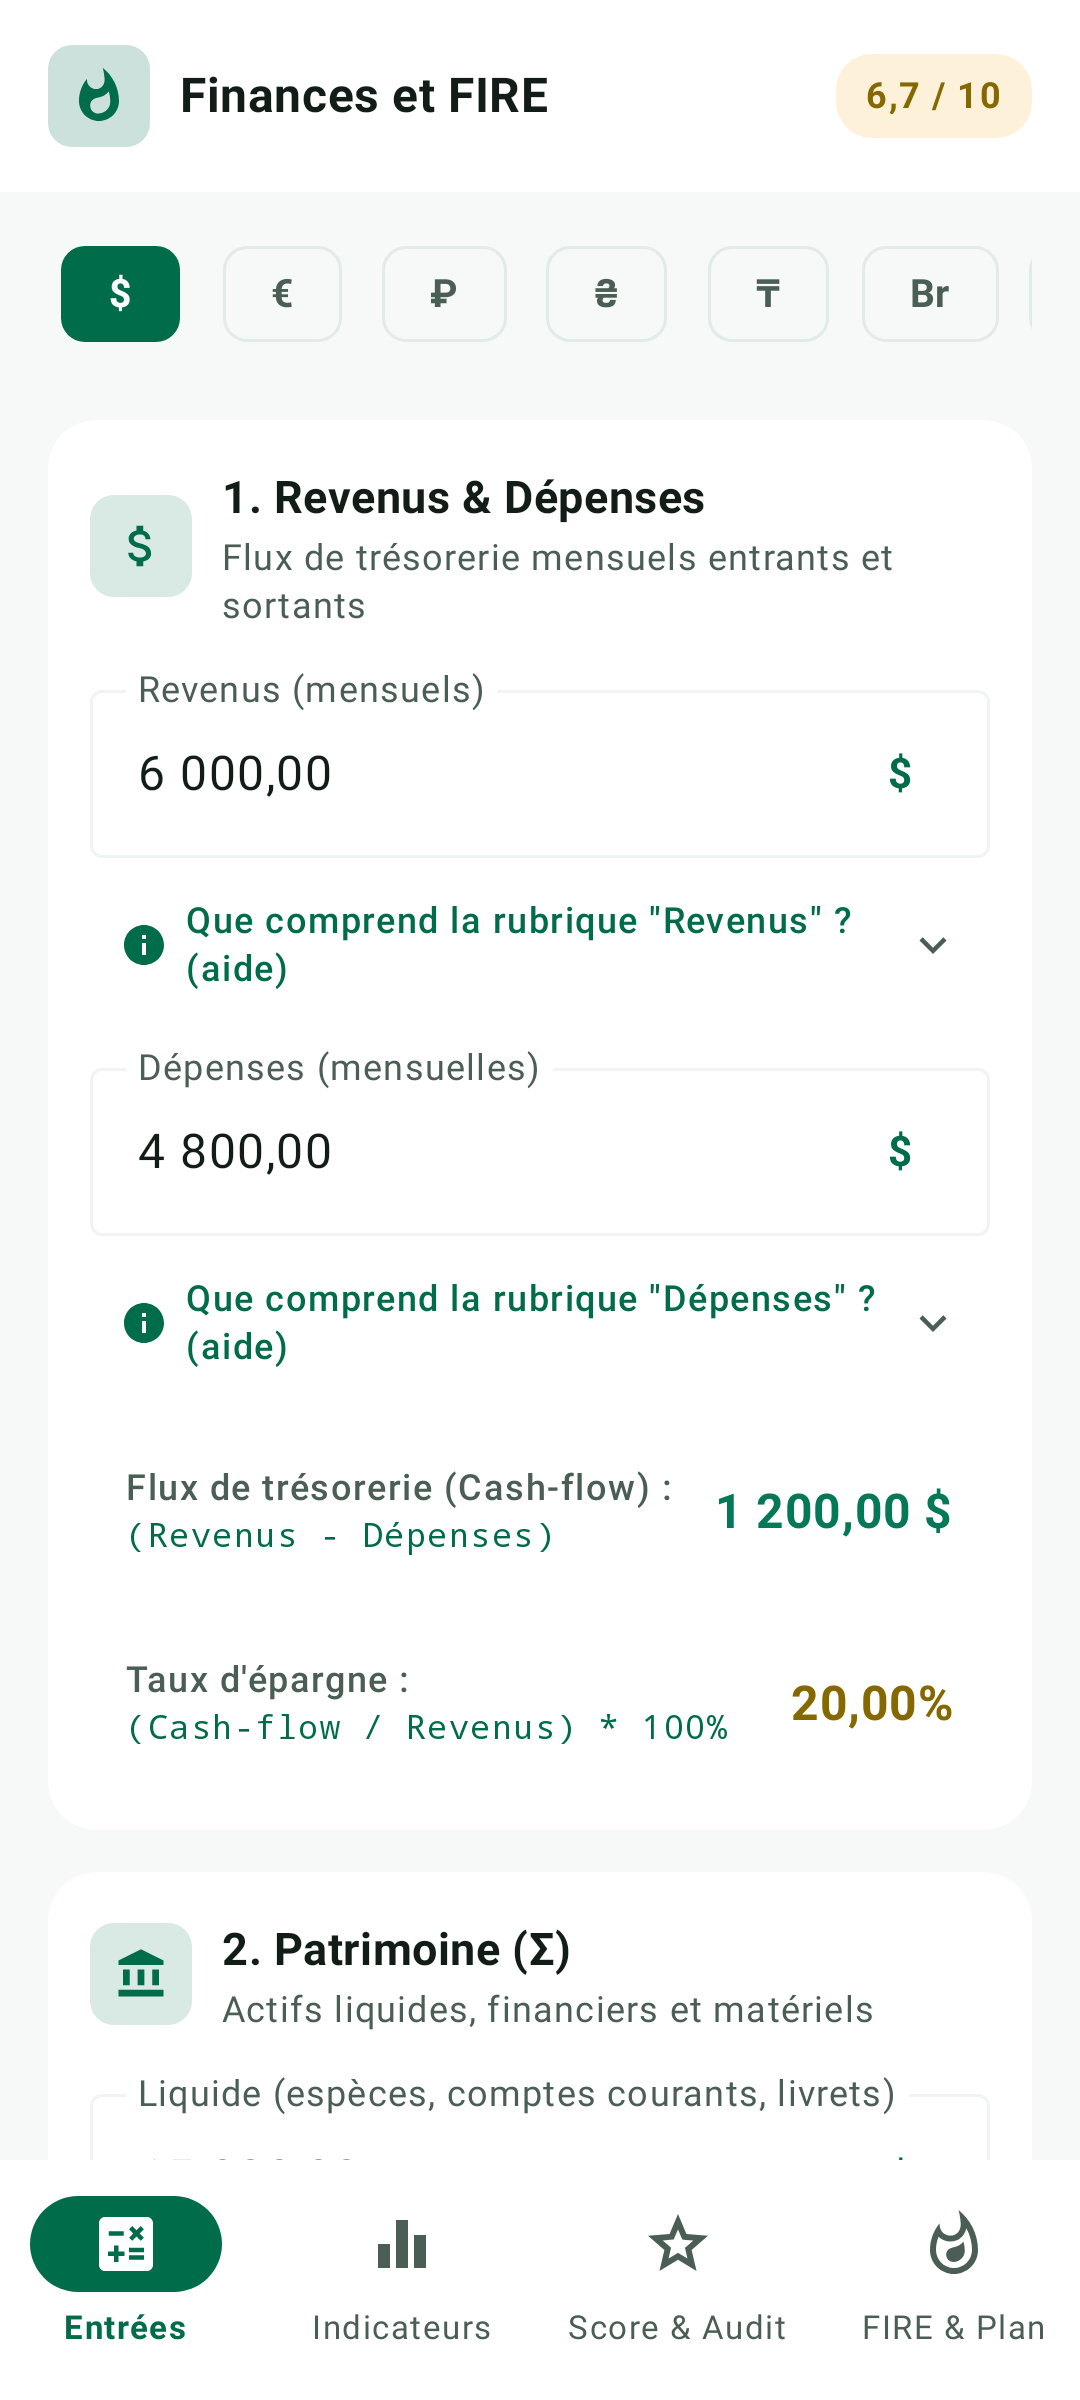 Finances et FIRE
6,7 / 10
$ € ₽ ₴ ₸ Br
1. Revenus & Dépenses
$
Flux de trésorerie mensuels entrants et
sortants
Revenus (mensuels)
6 000,00 $
Que comprend la rubrique "Revenus" ?
(aide)
Dépenses (mensuelles)
4 800,00 $
Que comprend la rubrique "Dépenses" ?
(aide)
Flux de trésorerie (Cash-flow) :
(Revenus - Dépenses)
1 200,00 $
Taux d'épargne :
(Cash-flow / Revenus) * 100%
20,00%
2. Patrimoine (Σ)
Actifs liquides, financiers et matériels
Liquide (espèces, comptes courants, livrets)
Entrées
Indicateurs
Score & Audit
FIRE & Plan